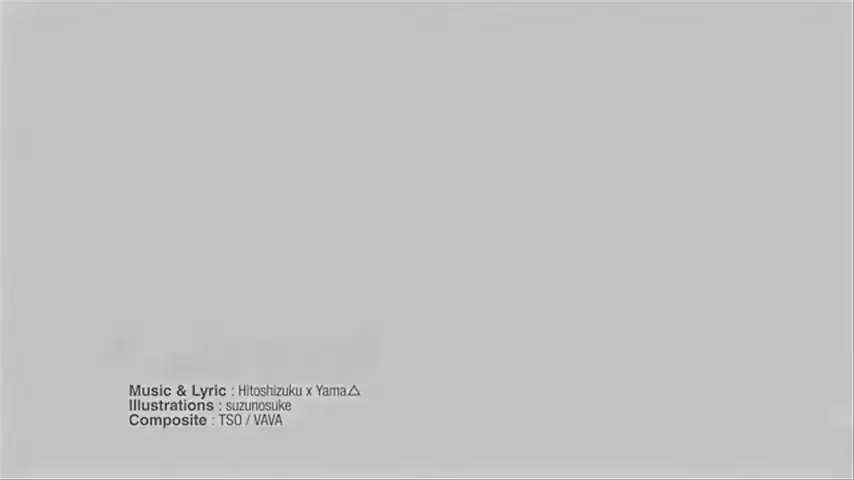 Music & Lyric : Hitoshizuku x Yama△
Illustrations : suzunosuke
Composite : TSO / VAVA